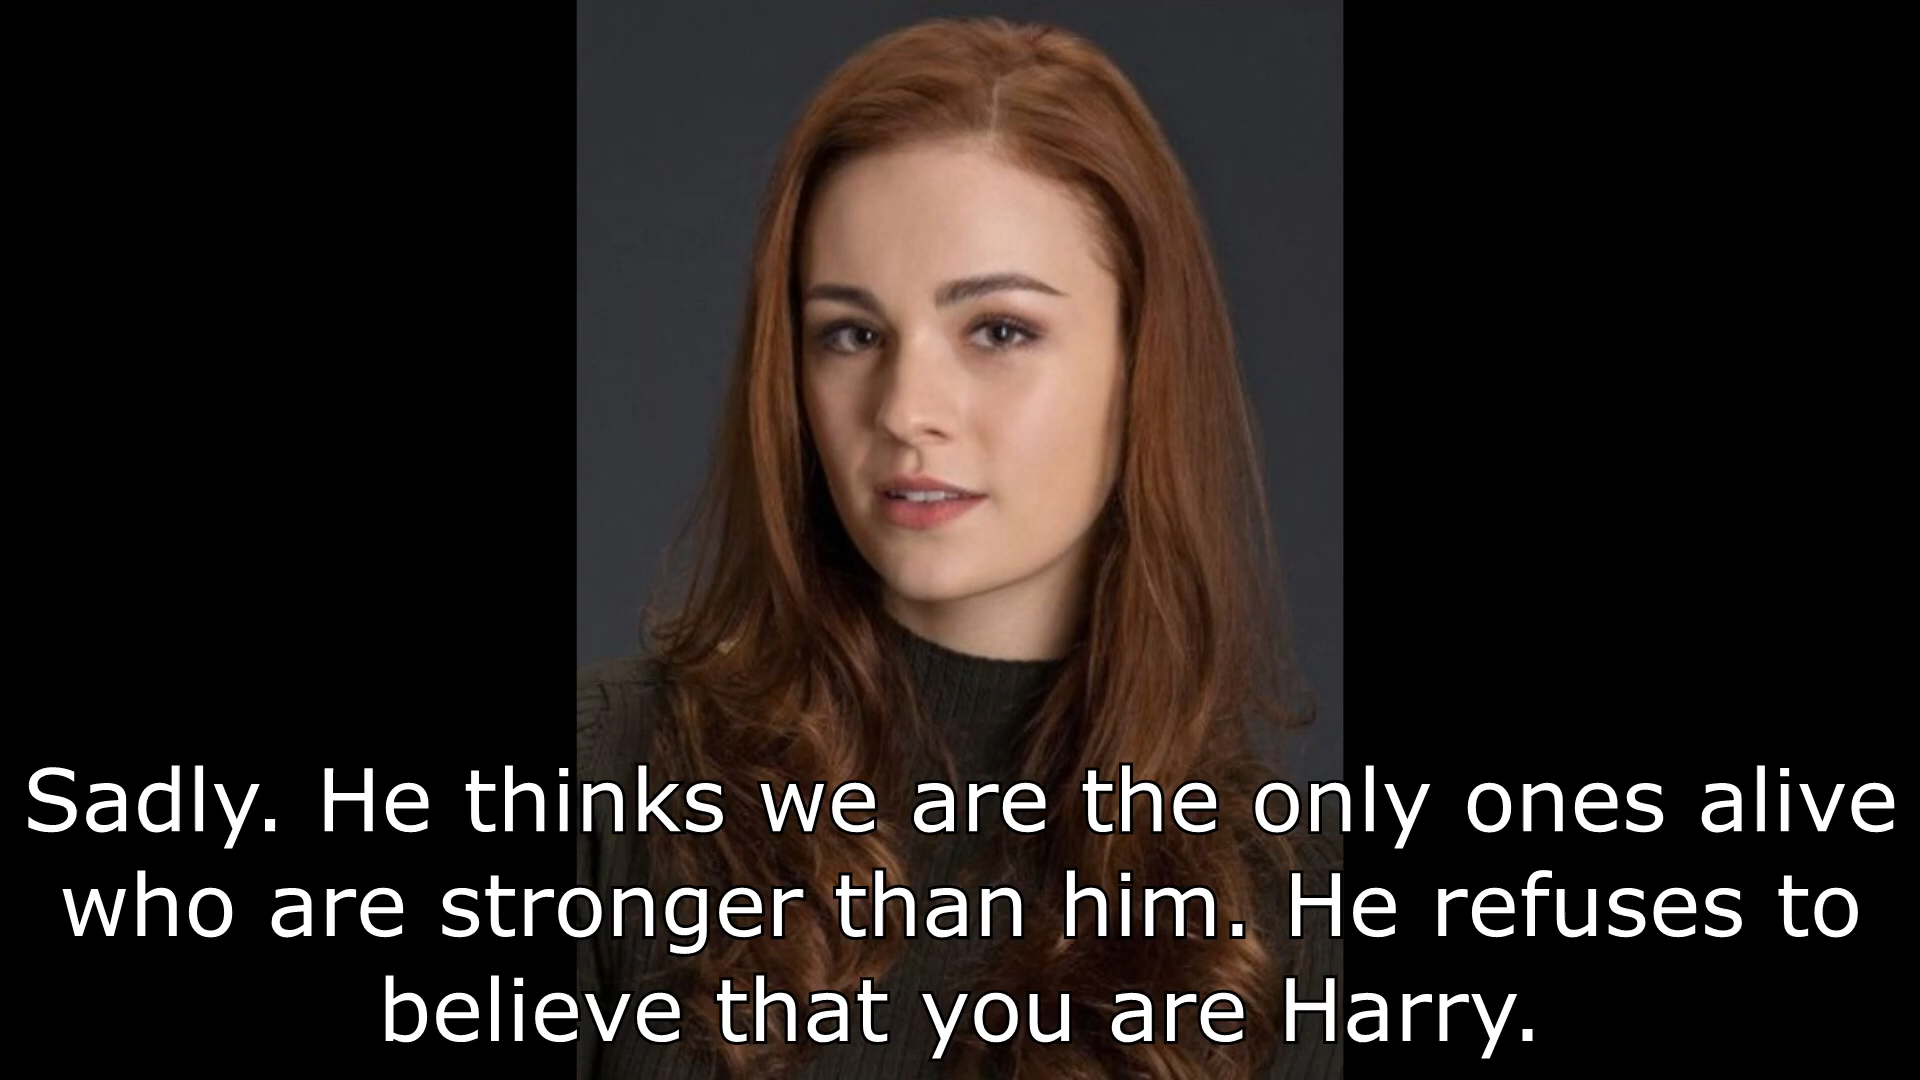 Sadly. He thinks we are the only ones alive
who are stronger than him. He refuses to
believe that you are Harry.